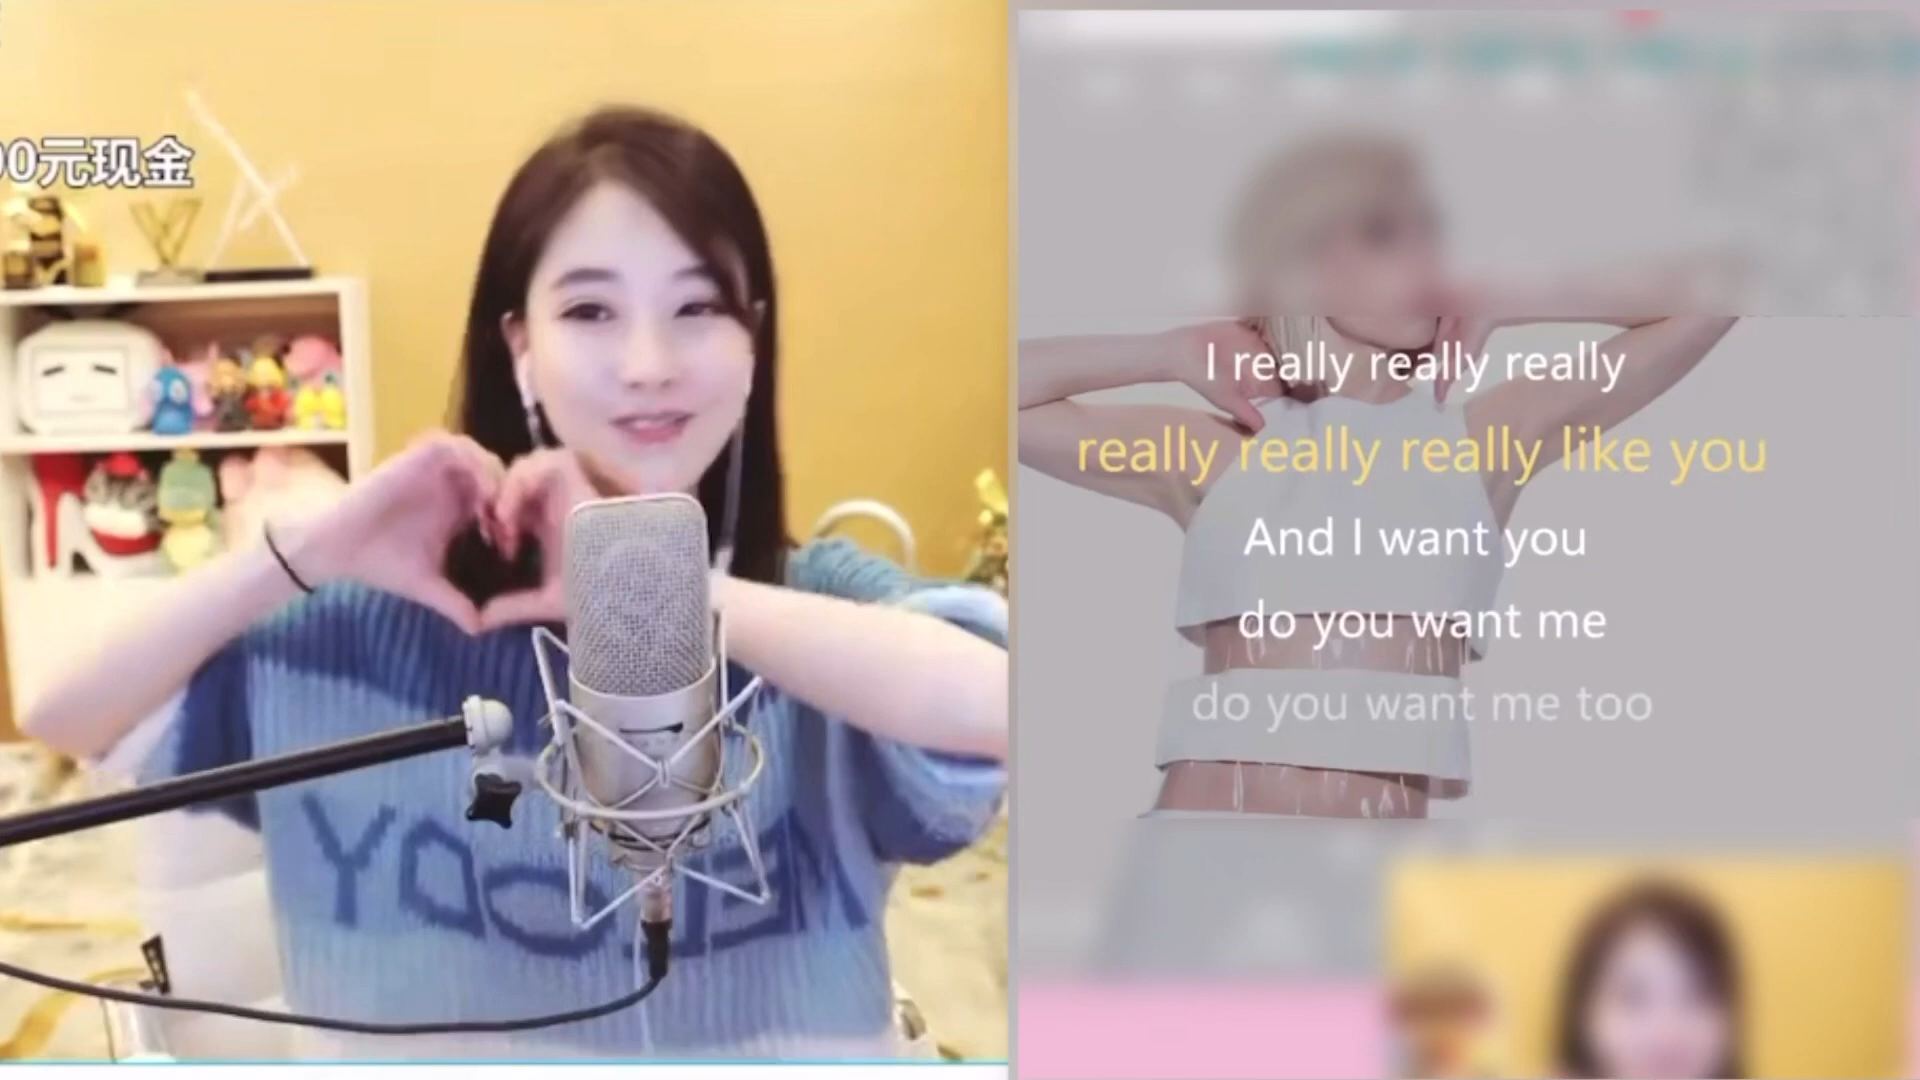 00元现金
I really really really
really really really like you
And I want you
do you want me
do you want me too